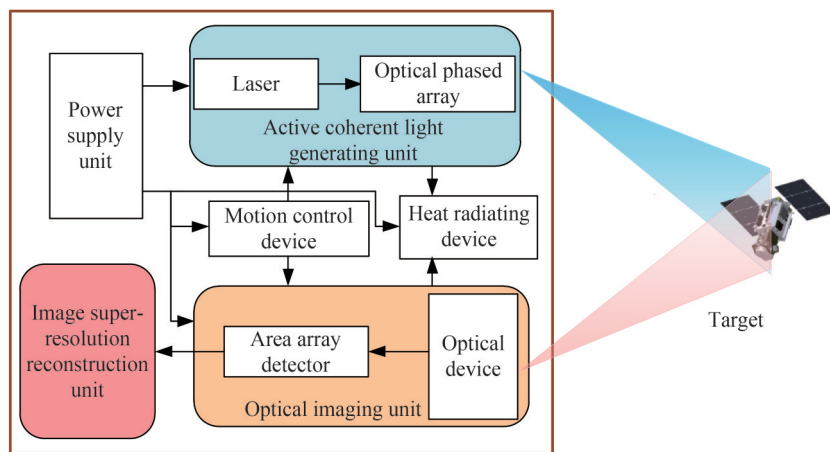 Power
supply
unit
Laser
Optical phased
array
Active coherent light
generating unit
Motion control
device
Heat radiating
device
Image super-
resolution
reconstruction
unit
Area array
detector
Optical
device
Optical imaging unit
Target